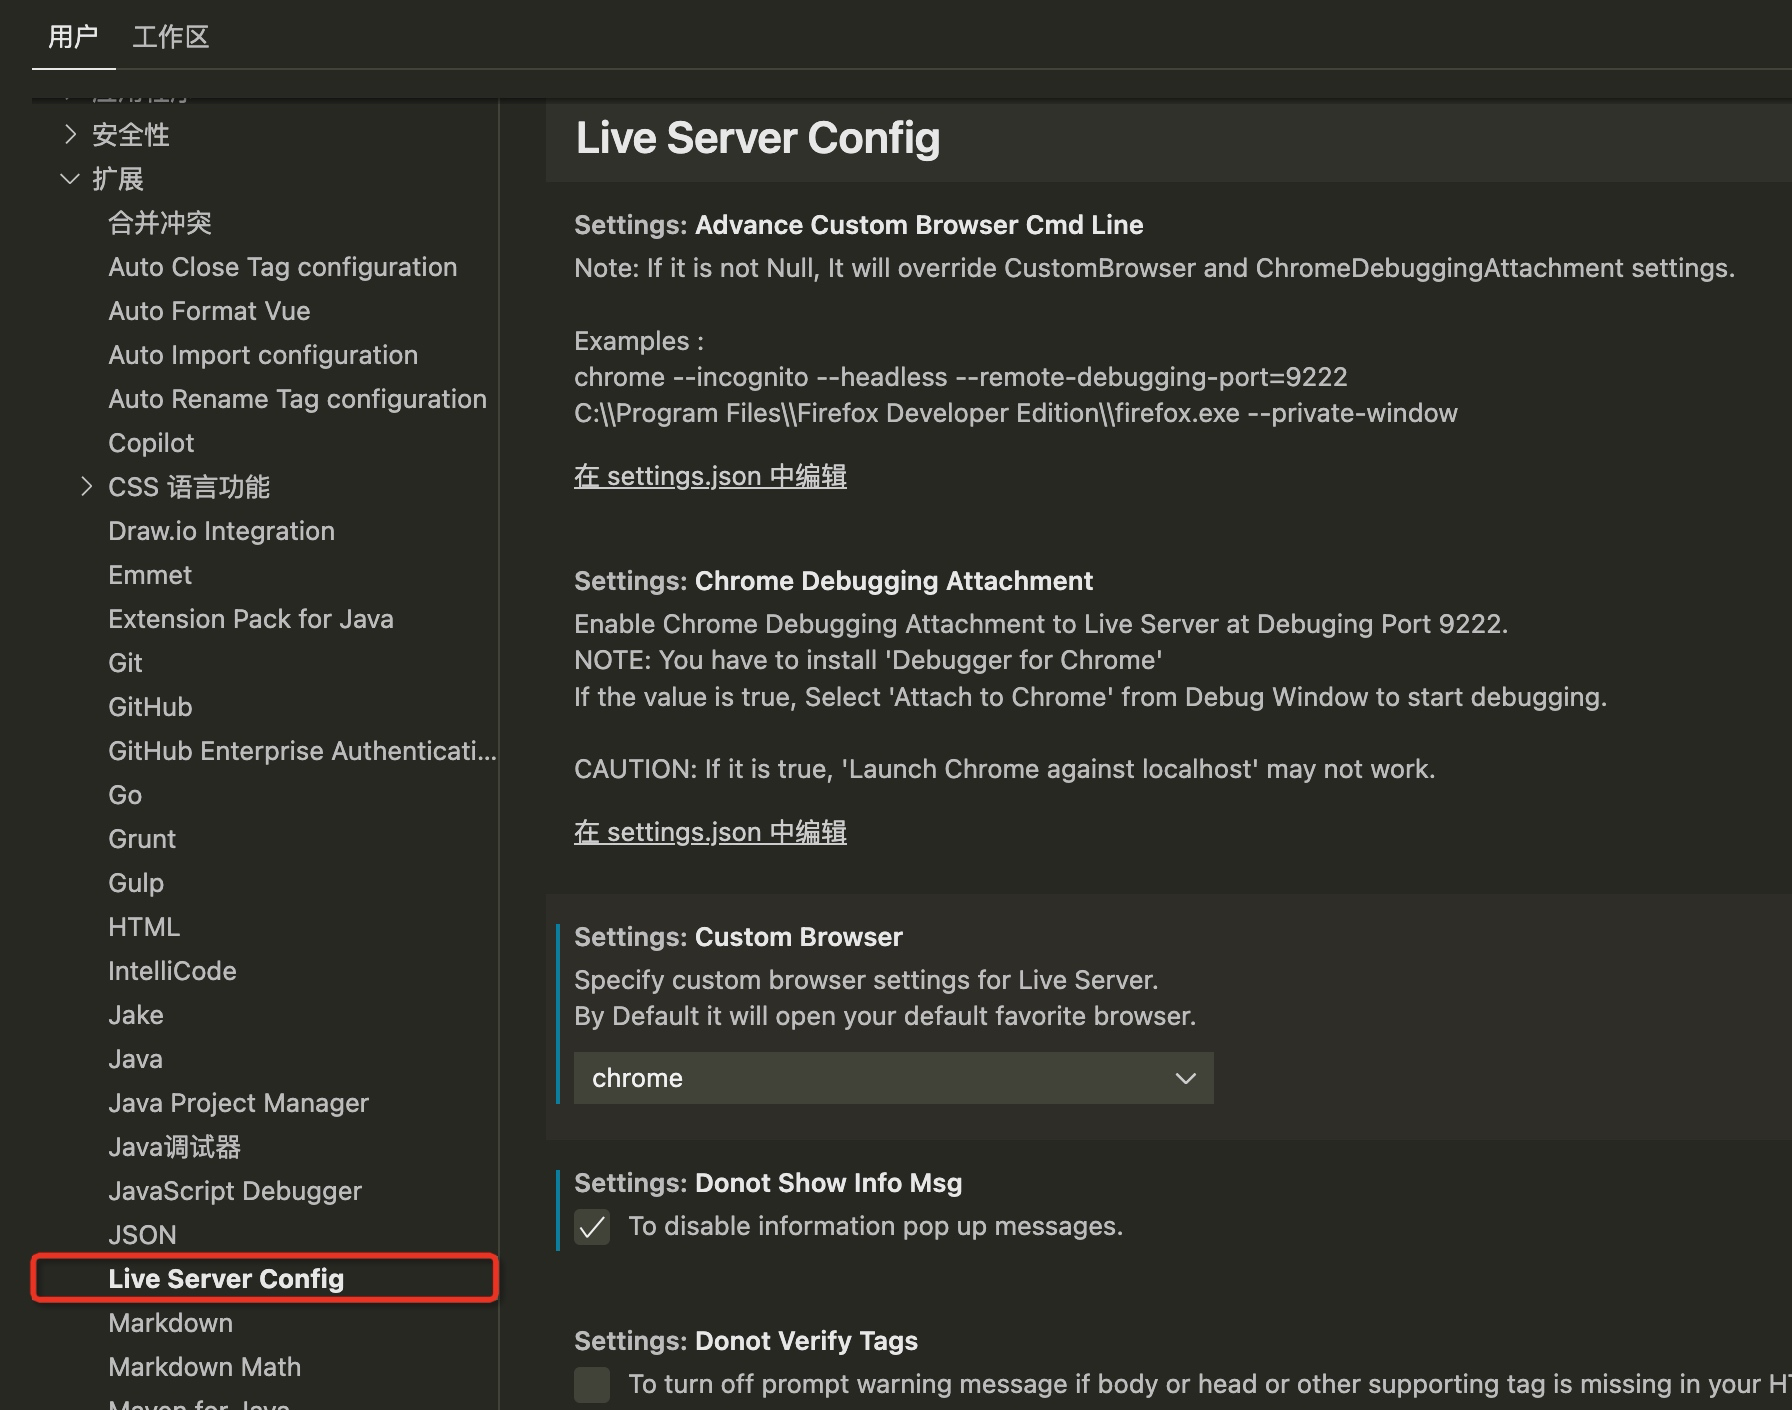 用户 工作区
安全性
扩展
合并冲突
Auto Close Tag configuration
Auto Format Vue
Auto Import configuration
Auto Rename Tag configuration
Copilot
CSS 语言功能
Draw.io Integration
Emmet
Extension Pack for Java
Git
GitHub
GitHub Enterprise Authenticati...
Go
Grunt
Gulp
HTML
IntelliCode
Jake
Java
Java Project Manager
Java调试器
JavaScript Debugger
JSON
Live Server Config
Markdown
Markdown Math
Maven for Java
Live Server Config
Settings: Advance Custom Browser Cmd Line
Note: If it is not Null, It will override CustomBrowser and ChromeDebuggingAttachment settings.
Examples :
chrome --incognito --headless --remote-debugging-port=9222
C:\\Program Files\\Firefox Developer Edition\\firefox.exe --private-window
在 settings.json 中编辑
Settings: Chrome Debugging Attachment
Enable Chrome Debugging Attachment to Live Server at Debuging Port 9222.
NOTE: You have to install 'Debugger for Chrome'
If the value is true, Select 'Attach to Chrome' from Debug Window to start debugging.
CAUTION: If it is true, 'Launch Chrome against localhost' may not work.
在 settings.json 中编辑
Settings: Custom Browser
Specify custom browser settings for Live Server.
By Default it will open your default favorite browser.
chrome
Settings: Donot Show Info Msg
To disable information pop up messages.
Settings: Donot Verify Tags
To turn off prompt warning message if body or head or other supporting tag is missing in your